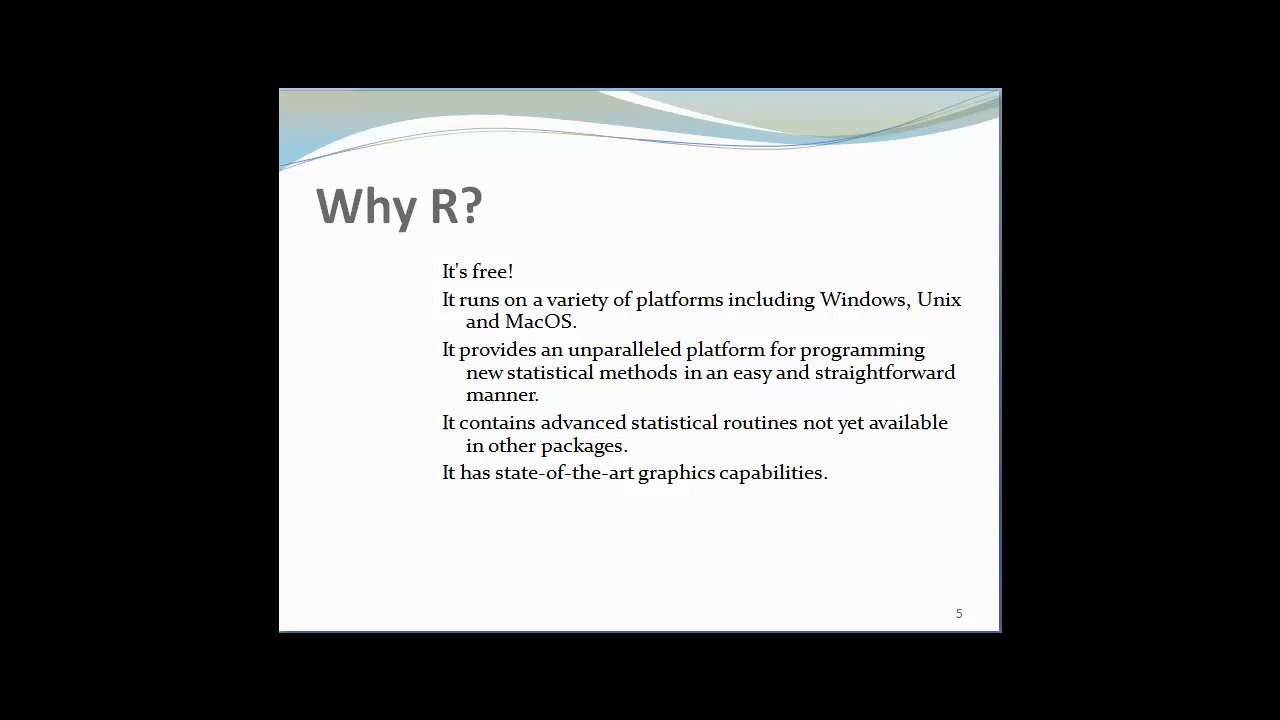 Why R?
It's free!
It runs on a variety of platforms including Windows, Unix
and MacOS.
It provides an unparalleled platform for programming
new statistical methods in an easy and straightforward
manner.
It contains advanced statistical routines not yet available
in other packages.
It has state-of-the-art graphics capabilities.
5